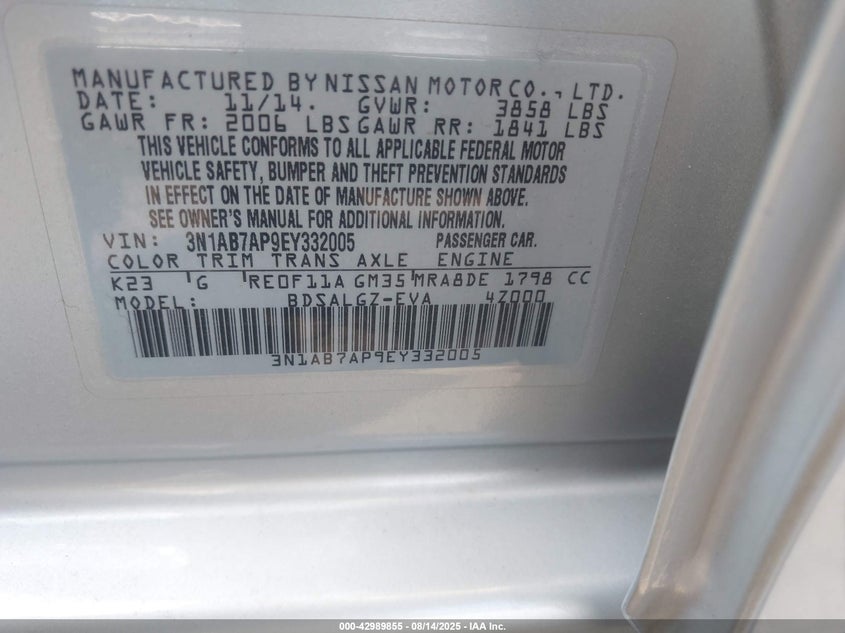 MANUFACTURED BY NISSAN MOTOR CO., LTD.
DATE: 11/14. GVWR: 3858 LBS
GAWR FR: 2006 LBS GAWR RR: 1841 LBS
THIS VEHICLE CONFORMS TO ALL APPLICABLE FEDERAL MOTOR
VEHICLE SAFETY, BUMPER AND THEFT PREVENTION STANDARDS
IN EFFECT ON THE DATE OF MANUFACTURE SHOWN ABOVE.
SEE OWNER'S MANUAL FOR ADDITIONAL INFORMATION.
VIN: 3N1AB7AP9EY332005 PASSENGER CAR.
COLOR TRIM TRANS AXLE ENGINE
K23 G RE0F11A GM35 MRA8DE 1798 CC
MODEL: BDSALGZ-EVA 4Z000
3N1AB7AP9EY332005
000-42989855 - 08/14/2025 - IAA Inc.